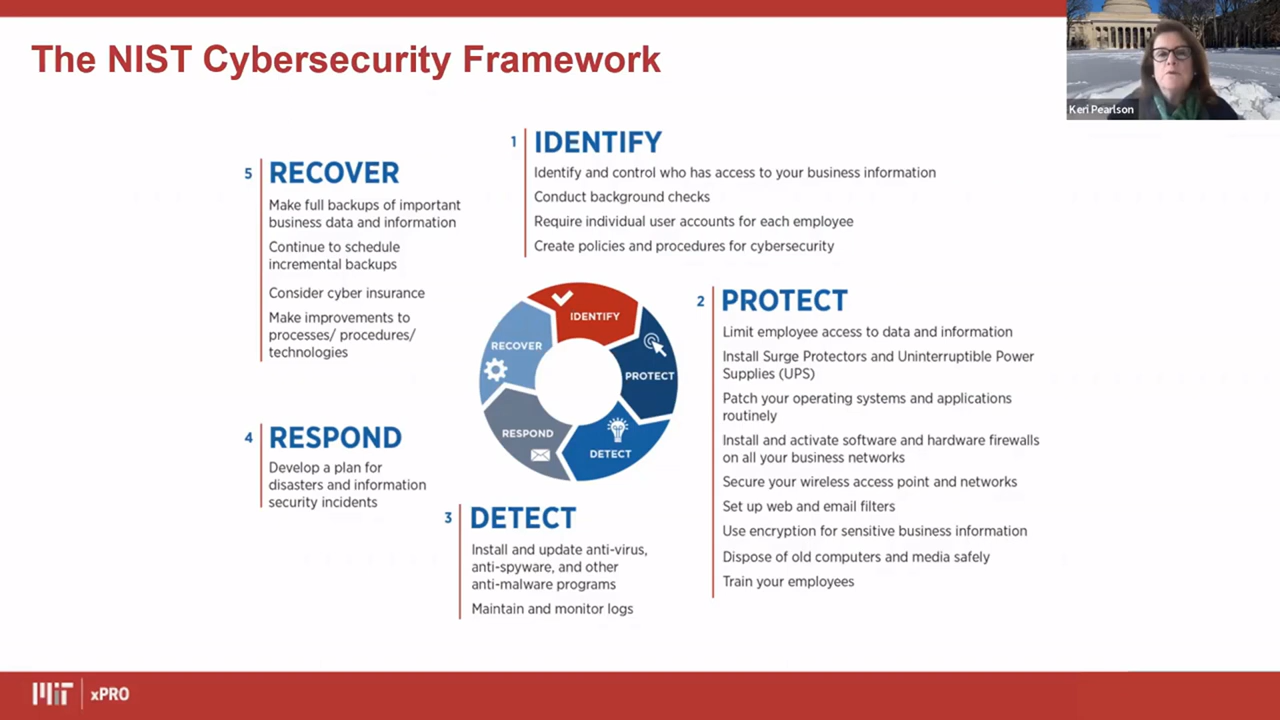 The NIST Cybersecurity Framework
Keri Pearlson
1
IDENTIFY
Identify and control who has access to your business information
Conduct background checks
Require individual user accounts for each employee
Create policies and procedures for cybersecurity
2
PROTECT
Limit employee access to data and information
Install Surge Protectors and Uninterruptible Power
Supplies (UPS)
Patch your operating systems and applications
routinely
Install and activate software and hardware firewalls
on all your business networks
Secure your wireless access point and networks
Set up web and email filters
Use encryption for sensitive business information
Dispose of old computers and media safely
Train your employees
3
DETECT
Install and update anti-virus,
anti-spyware, and other
anti-malware programs
Maintain and monitor logs
4
RESPOND
Develop a plan for
disasters and information
security incidents
5
RECOVER
Make full backups of important
business data and information
Continue to schedule
incremental backups
Consider cyber insurance
Make improvements to
processes/ procedures/
technologies
IDENTIFY
PROTECT
DETECT
RESPOND
RECOVER
MIT xPRO